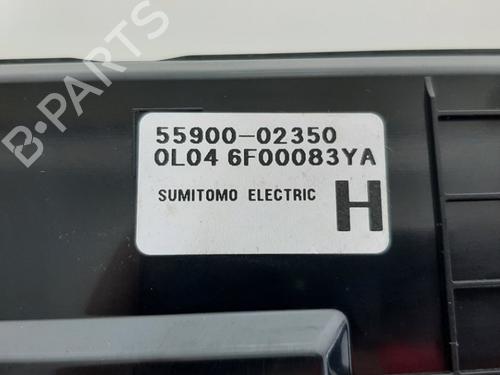 B-PARTS
55900-02350
0L04 6F00083YA
SUMITOMO ELECTRIC
H